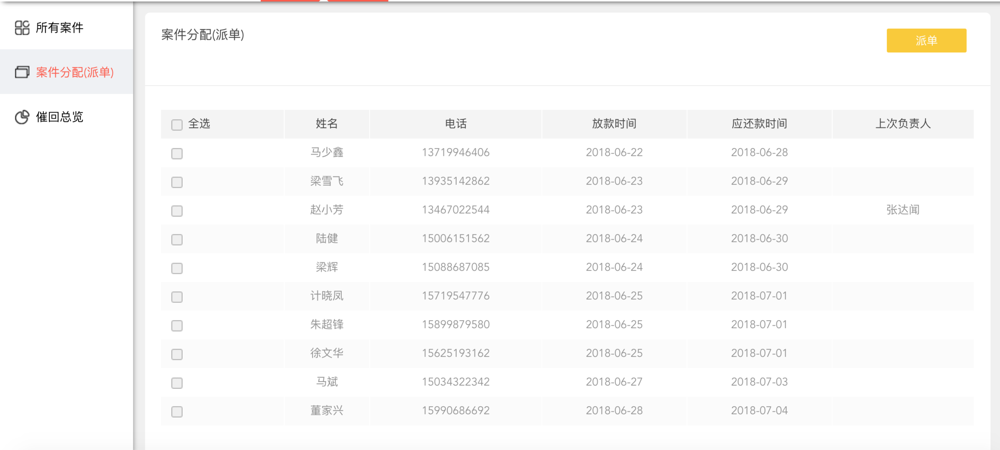 所有案件
案件分配(派单)
催回总览
案件分配(派单)
派单
全选 姓名 电话 放款时间 应还款时间 上次负责人
马少鑫 13719946406 2018-06-22 2018-06-28
梁雪飞 13935142862 2018-06-23 2018-06-29
赵小芳 13467022544 2018-06-23 2018-06-29 张达闻
陆健 15006151562 2018-06-24 2018-06-30
梁辉 15088687085 2018-06-24 2018-06-30
计晓凤 15719547776 2018-06-25 2018-07-01
朱超锋 15899879580 2018-06-25 2018-07-01
徐文华 15625193162 2018-06-25 2018-07-01
马斌 15034322342 2018-06-27 2018-07-03
董家兴 15990686692 2018-06-28 2018-07-04